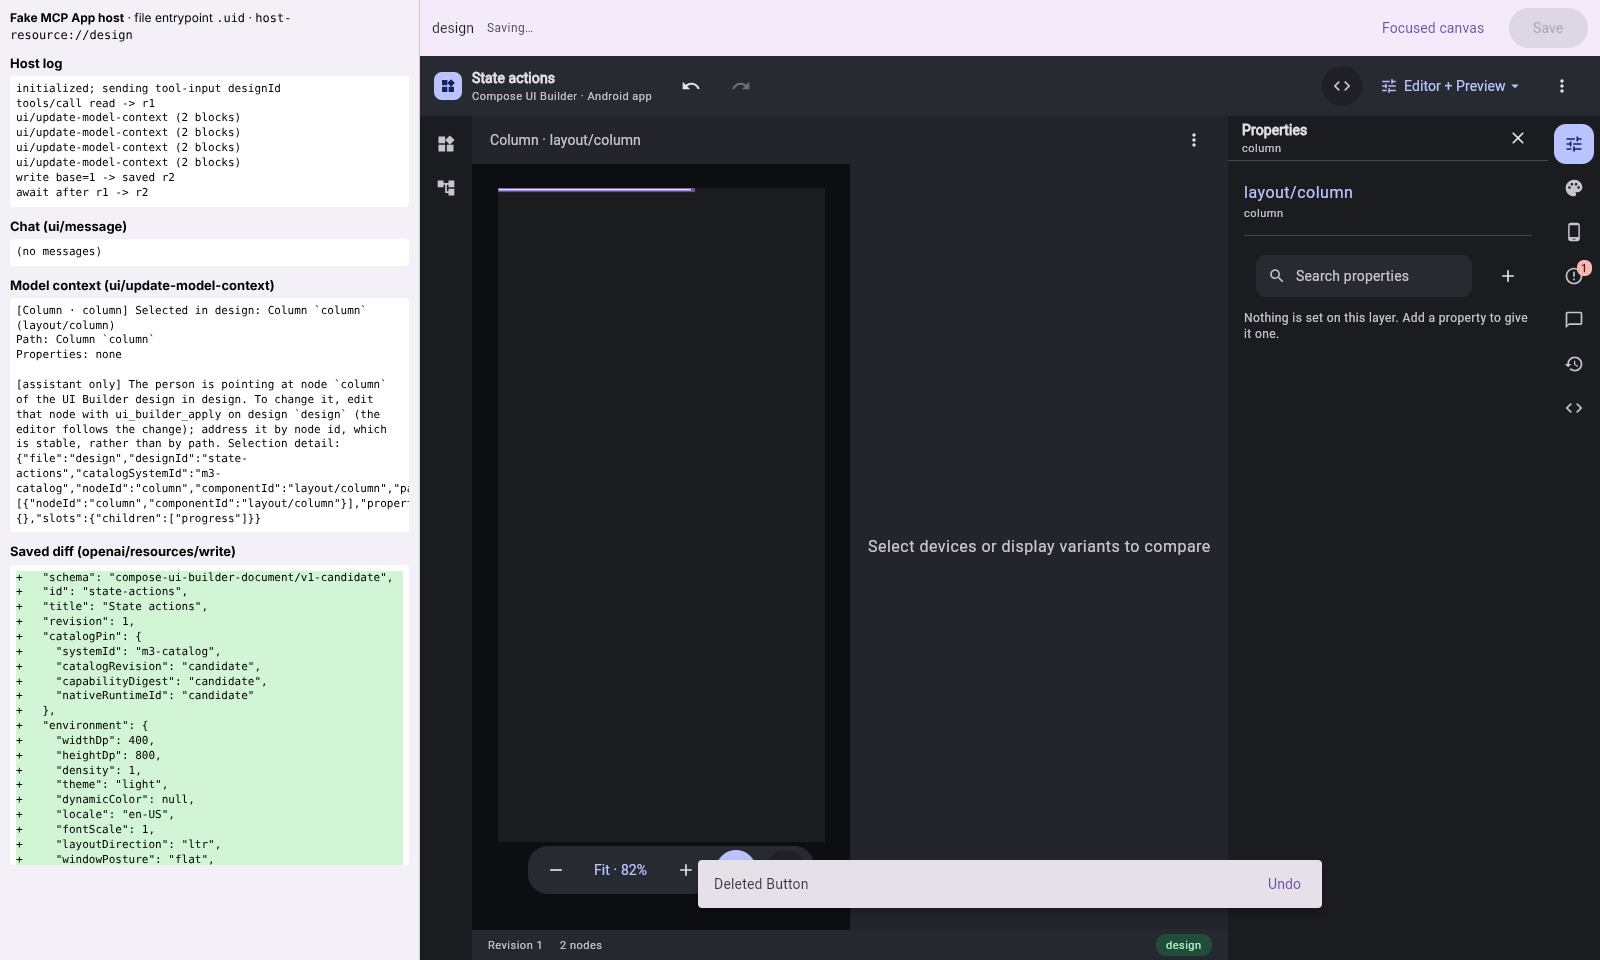 Fake MCP App host · file entrypoint .uid · host-
resource://design
Host log
initialized; sending tool-input designId
tools/call read -> r1
ui/update-model-context (2 blocks)
ui/update-model-context (2 blocks)
ui/update-model-context (2 blocks)
ui/update-model-context (2 blocks)
write base=1 -> saved r2
await after r1 -> r2
Chat (ui/message)
(no messages)
Model context (ui/update-model-context)
[Column · column] Selected in design: Column `column`
(layout/column)
Path: Column `column`
Properties: none
[assistant only] The person is pointing at node `column`
of the UI Builder design in design. To change it, edit
that node with ui_builder_apply on design `design` (the
editor follows the change); address it by node id, which
is stable, rather than by path. Selection detail:
{"file":"design","designId":"state-
actions","catalogSystemId":"m3-
catalog","nodeId":"column","componentId":"layout/column","pa
[{"nodeId":"column","componentId":"layout/column"}],"proper
{},"slots":{"children":["progress"]}}
Saved diff (openai/resources/write)
+   "schema": "compose-ui-builder-document/v1-candidate",
+   "id": "state-actions",
+   "title": "State actions",
+   "revision": 1,
+   "catalogPin": {
+     "systemId": "m3-catalog",
+     "catalogRevision": "candidate",
+     "capabilityDigest": "candidate",
+     "nativeRuntimeId": "candidate"
+   },
+   "environment": {
+     "widthDp": 400,
+     "heightDp": 800,
+     "density": 1,
+     "theme": "light",
+     "dynamicColor": null,
+     "locale": "en-US",
+     "fontScale": 1,
+     "layoutDirection": "ltr",
+     "windowPosture": "flat",
design Saving…
Focused canvas
Save
State actions
Compose UI Builder · Android app
Editor + Preview
Column · layout/column
Select devices or display variants to compare
Fit · 82%
Deleted Button
Undo
Revision 1 2 nodes
design
Properties
column
layout/column
column
Search properties
Nothing is set on this layer. Add a property to give
it one.
1